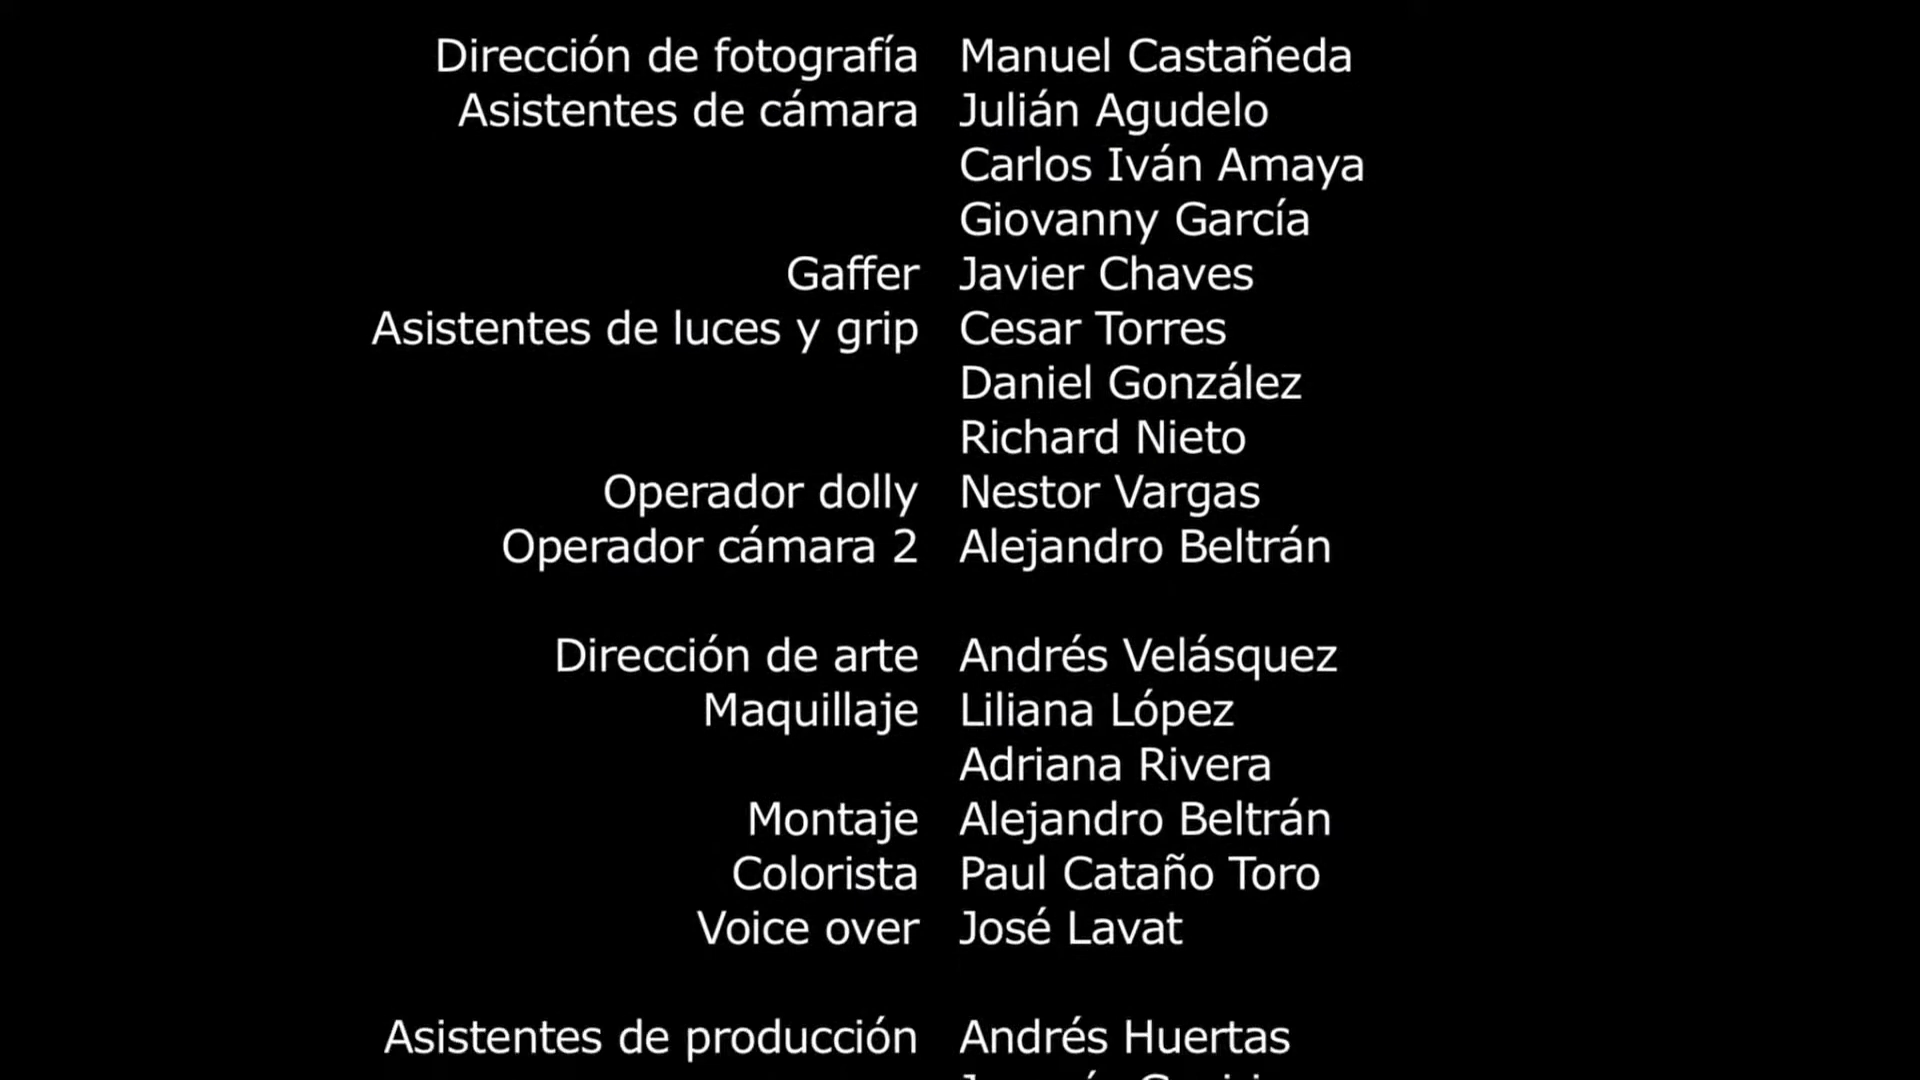 Dirección de fotografía Manuel Castañeda
Asistentes de cámara Julián Agudelo
Carlos Iván Amaya
Giovanny García
Gaffer Javier Chaves
Asistentes de luces y grip Cesar Torres
Daniel González
Richard Nieto
Operador dolly Nestor Vargas
Operador cámara 2 Alejandro Beltrán
Dirección de arte Andrés Velásquez
Maquillaje Liliana López
Adriana Rivera
Montaje Alejandro Beltrán
Colorista Paul Cataño Toro
Voice over José Lavat
Asistentes de producción Andrés Huertas